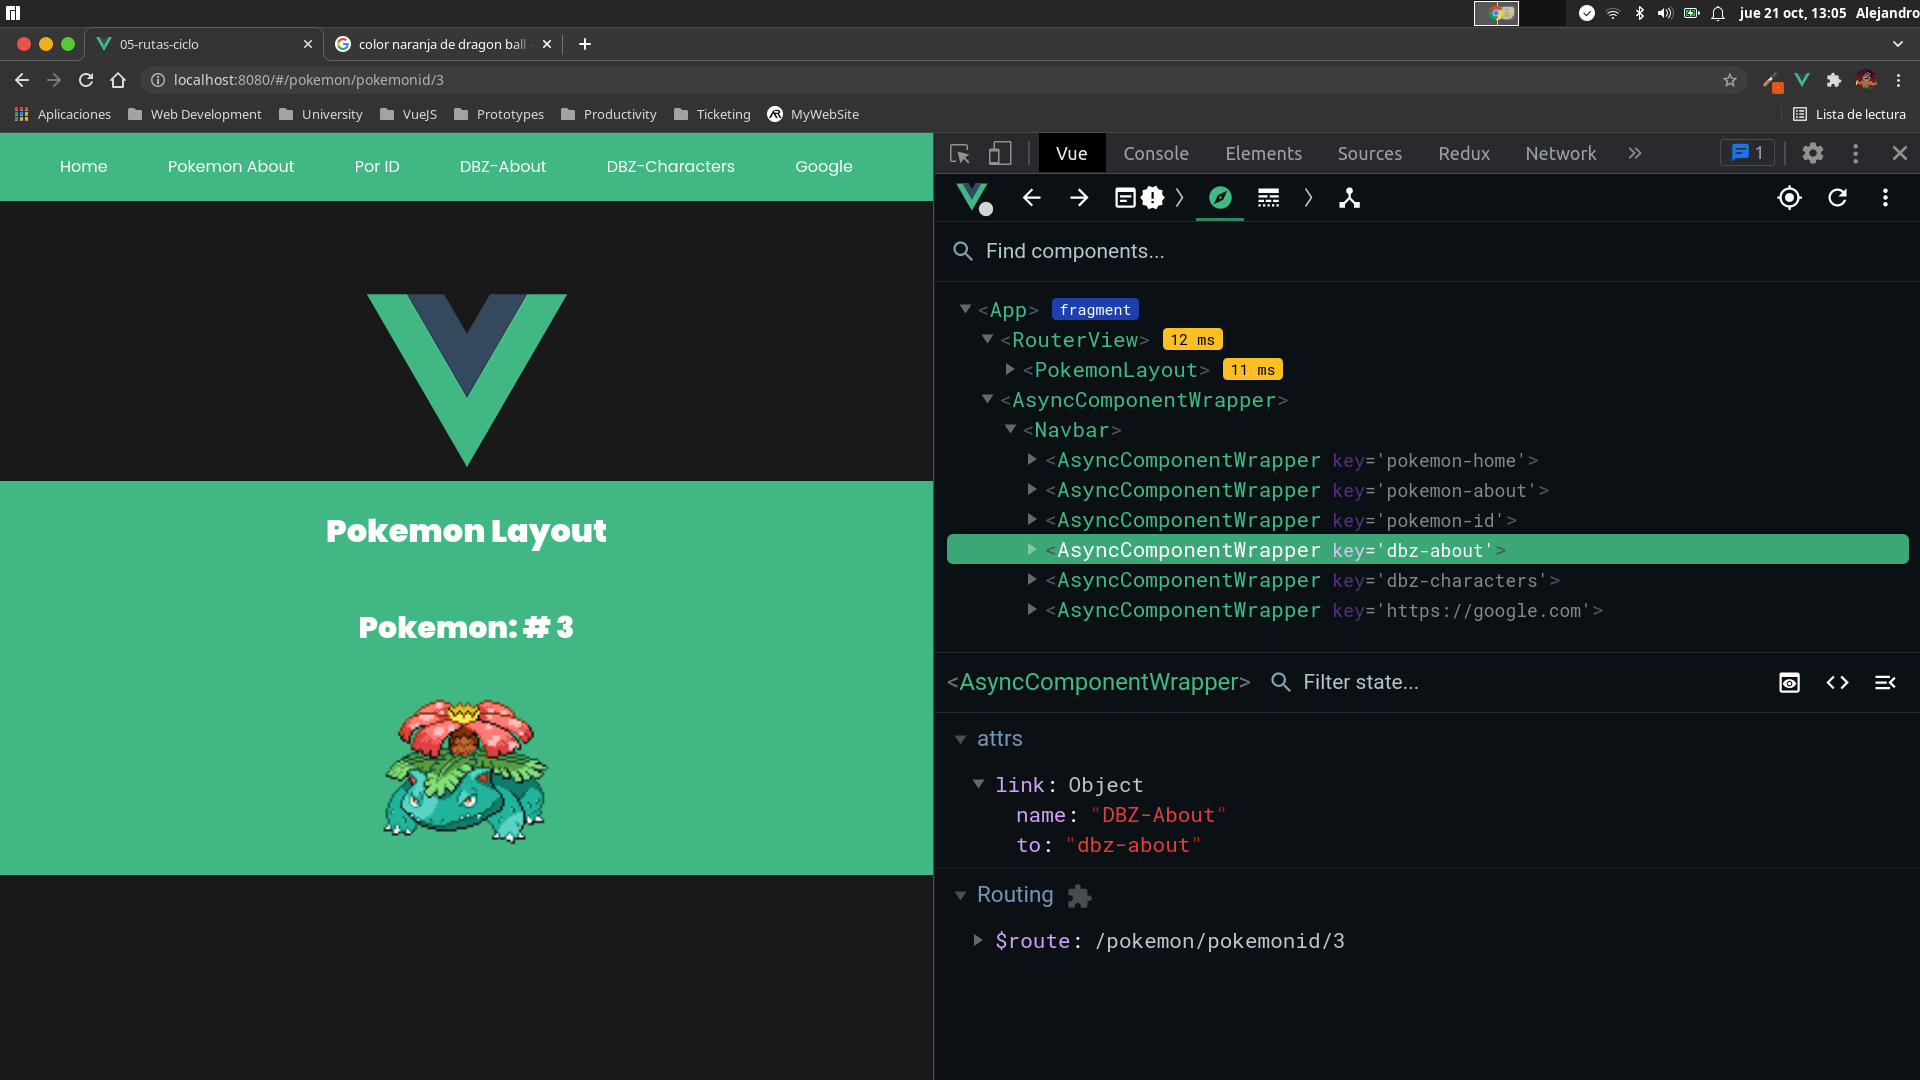 jue 21 oct, 13:05 Alejandro
05-rutas-ciclo
color naranja de dragon ball -
localhost:8080/#/pokemon/pokemonid/3
Aplicaciones Web Development University VueJS Prototypes Productivity Ticketing MyWebSite Lista de lectura
Home Pokemon About Por ID DBZ-About DBZ-Characters Google
Pokemon Layout
Pokemon: # 3
Vue Console Elements Sources Redux Network » 1
Find components...
<App> fragment
<RouterView> 12 ms
<PokemonLayout> 11 ms
<AsyncComponentWrapper>
<Navbar>
<AsyncComponentWrapper key='pokemon-home'>
<AsyncComponentWrapper key='pokemon-about'>
<AsyncComponentWrapper key='pokemon-id'>
<AsyncComponentWrapper key='dbz-about'>
<AsyncComponentWrapper key='dbz-characters'>
<AsyncComponentWrapper key='https://google.com'>
<AsyncComponentWrapper> Filter state...
attrs
link: Object
name: "DBZ-About"
to: "dbz-about"
Routing
$route: /pokemon/pokemonid/3